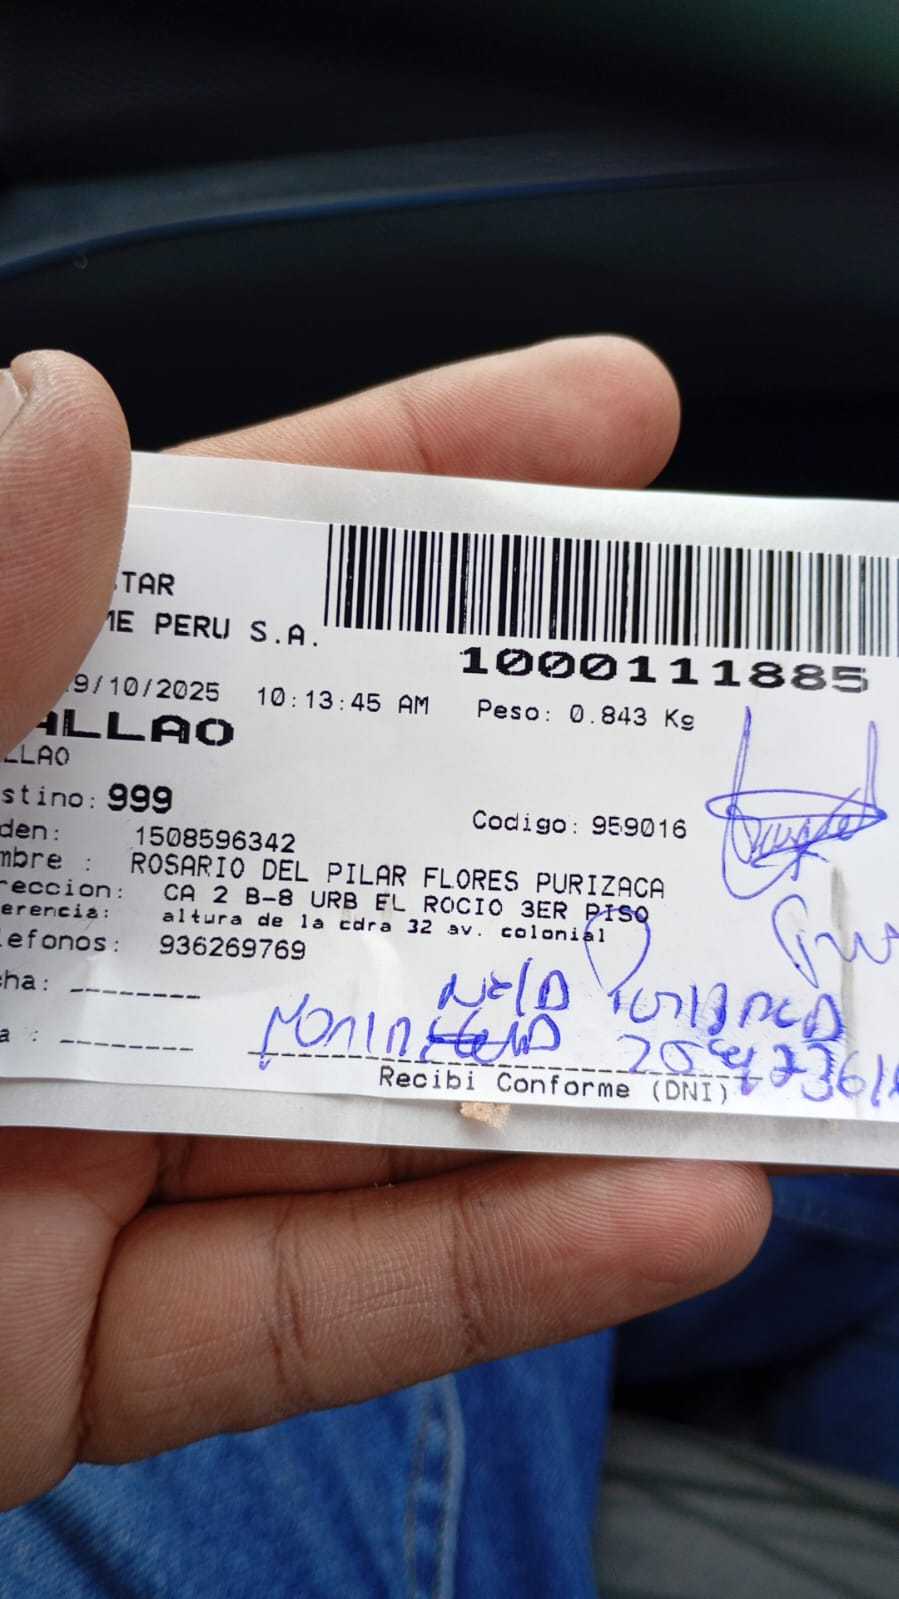 TAR
ME PERU S.A.
1000111885
9/10/2025 10:13:45 AM Peso: 0.843 Kg
ALLAO
LLAO
stino: 999
Codigo: 959016
den: 1508596342
mbre : ROSARIO DEL PILAR FLORES PURIZACA
reccion: CA 2 B-8 URB EL ROCIO 3ER PISO
erencia: altura de la cdra 32 av. colonial
lefonos: 936269769
ha: --------
a : --------
Recibi Conforme (DNI)